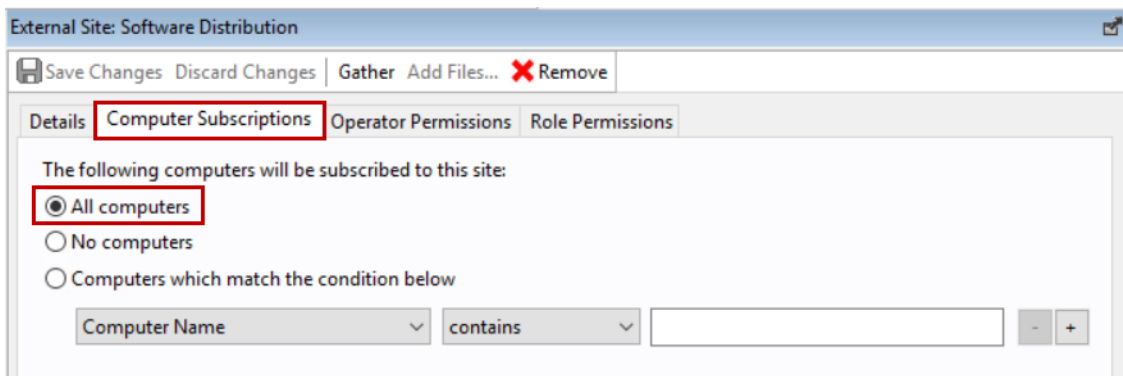 External Site: Software Distribution
Save Changes Discard Changes Gather Add Files... Remove
Details Computer Subscriptions Operator Permissions Role Permissions
The following computers will be subscribed to this site:
All computers
No computers
Computers which match the condition below
Computer Name contains - +